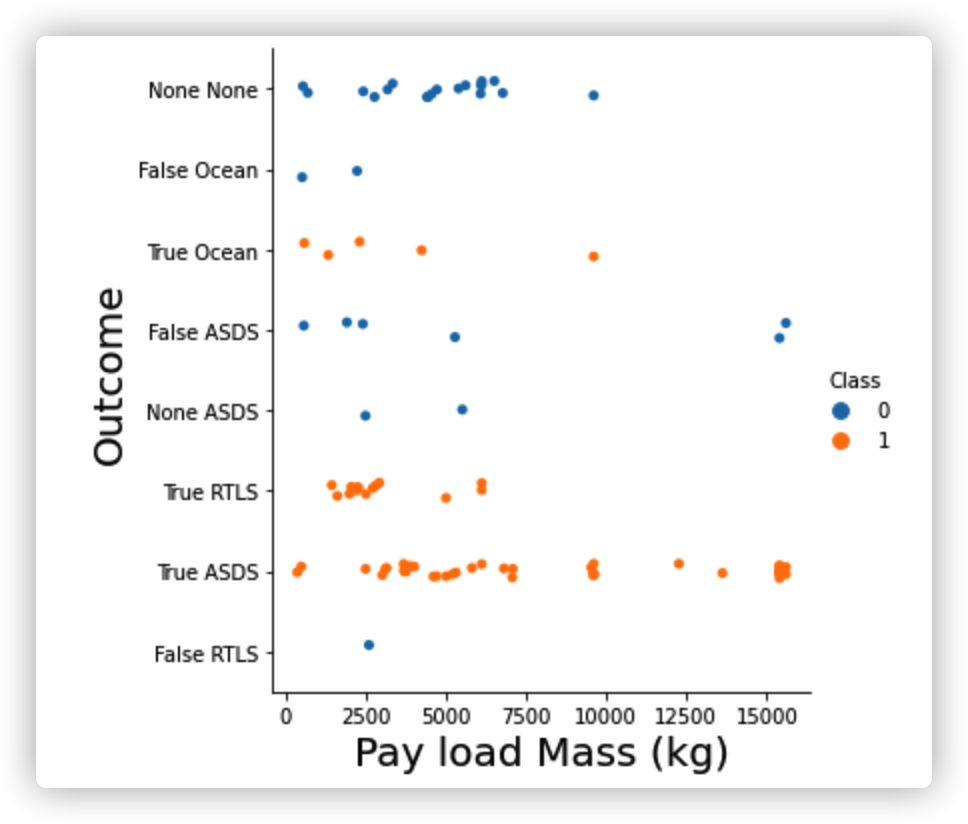 None None
False Ocean
True Ocean
False ASDS
None ASDS
True RTLS
True ASDS
False RTLS
Outcome
0 2500 5000 7500 10000 12500 15000
Pay load Mass (kg)
Class
0
1